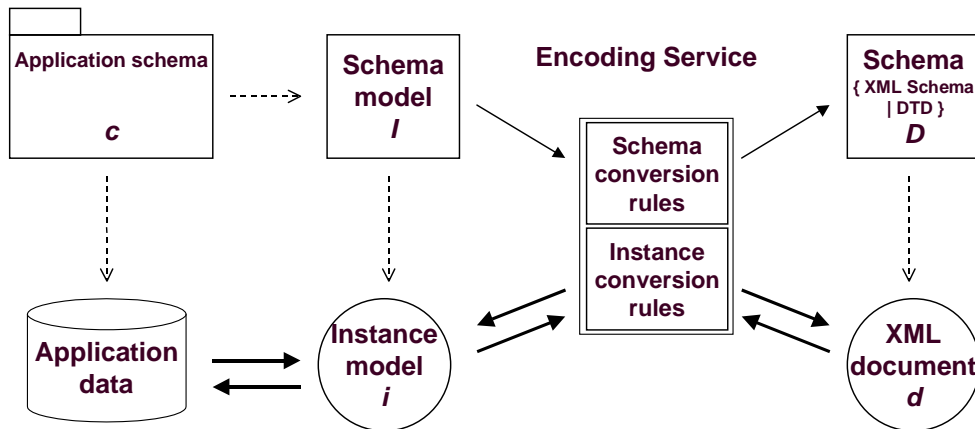 Application schema
c
Schema
model
I
Encoding Service
Schema
{ XML Schema
| DTD }
D
Schema
conversion
rules
Instance
conversion
rules
Application
data
Instance
model
i
XML
document
d